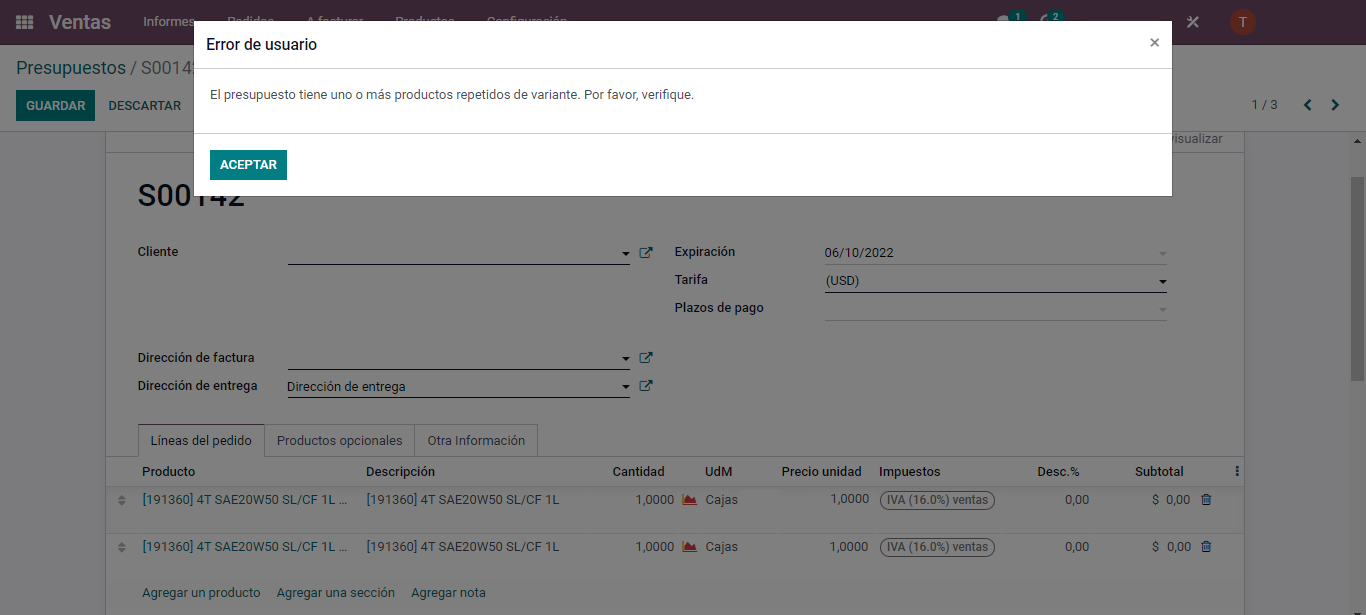 Ventas Informes Pedidos A facturar Productos Configuración 1 2 T
Error de usuario ×
Presupuestos / S00142
El presupuesto tiene uno o más productos repetidos de variante. Por favor, verifique.
GUARDAR DESCARTAR 1 / 3
visualizar
ACEPTAR
S00142
Cliente Expiración 06/10/2022
Tarifa (USD)
Plazos de pago
Dirección de factura
Dirección de entrega Dirección de entrega
Líneas del pedido Productos opcionales Otra Información
Producto Descripción Cantidad UdM Precio unidad Impuestos Desc.% Subtotal
[191360] 4T SAE20W50 SL/CF 1L ... [191360] 4T SAE20W50 SL/CF 1L 1,0000 Cajas 1,0000 IVA (16.0%) ventas 0,00 $ 0,00
[191360] 4T SAE20W50 SL/CF 1L ... [191360] 4T SAE20W50 SL/CF 1L 1,0000 Cajas 1,0000 IVA (16.0%) ventas 0,00 $ 0,00
Agregar un producto Agregar una sección Agregar nota